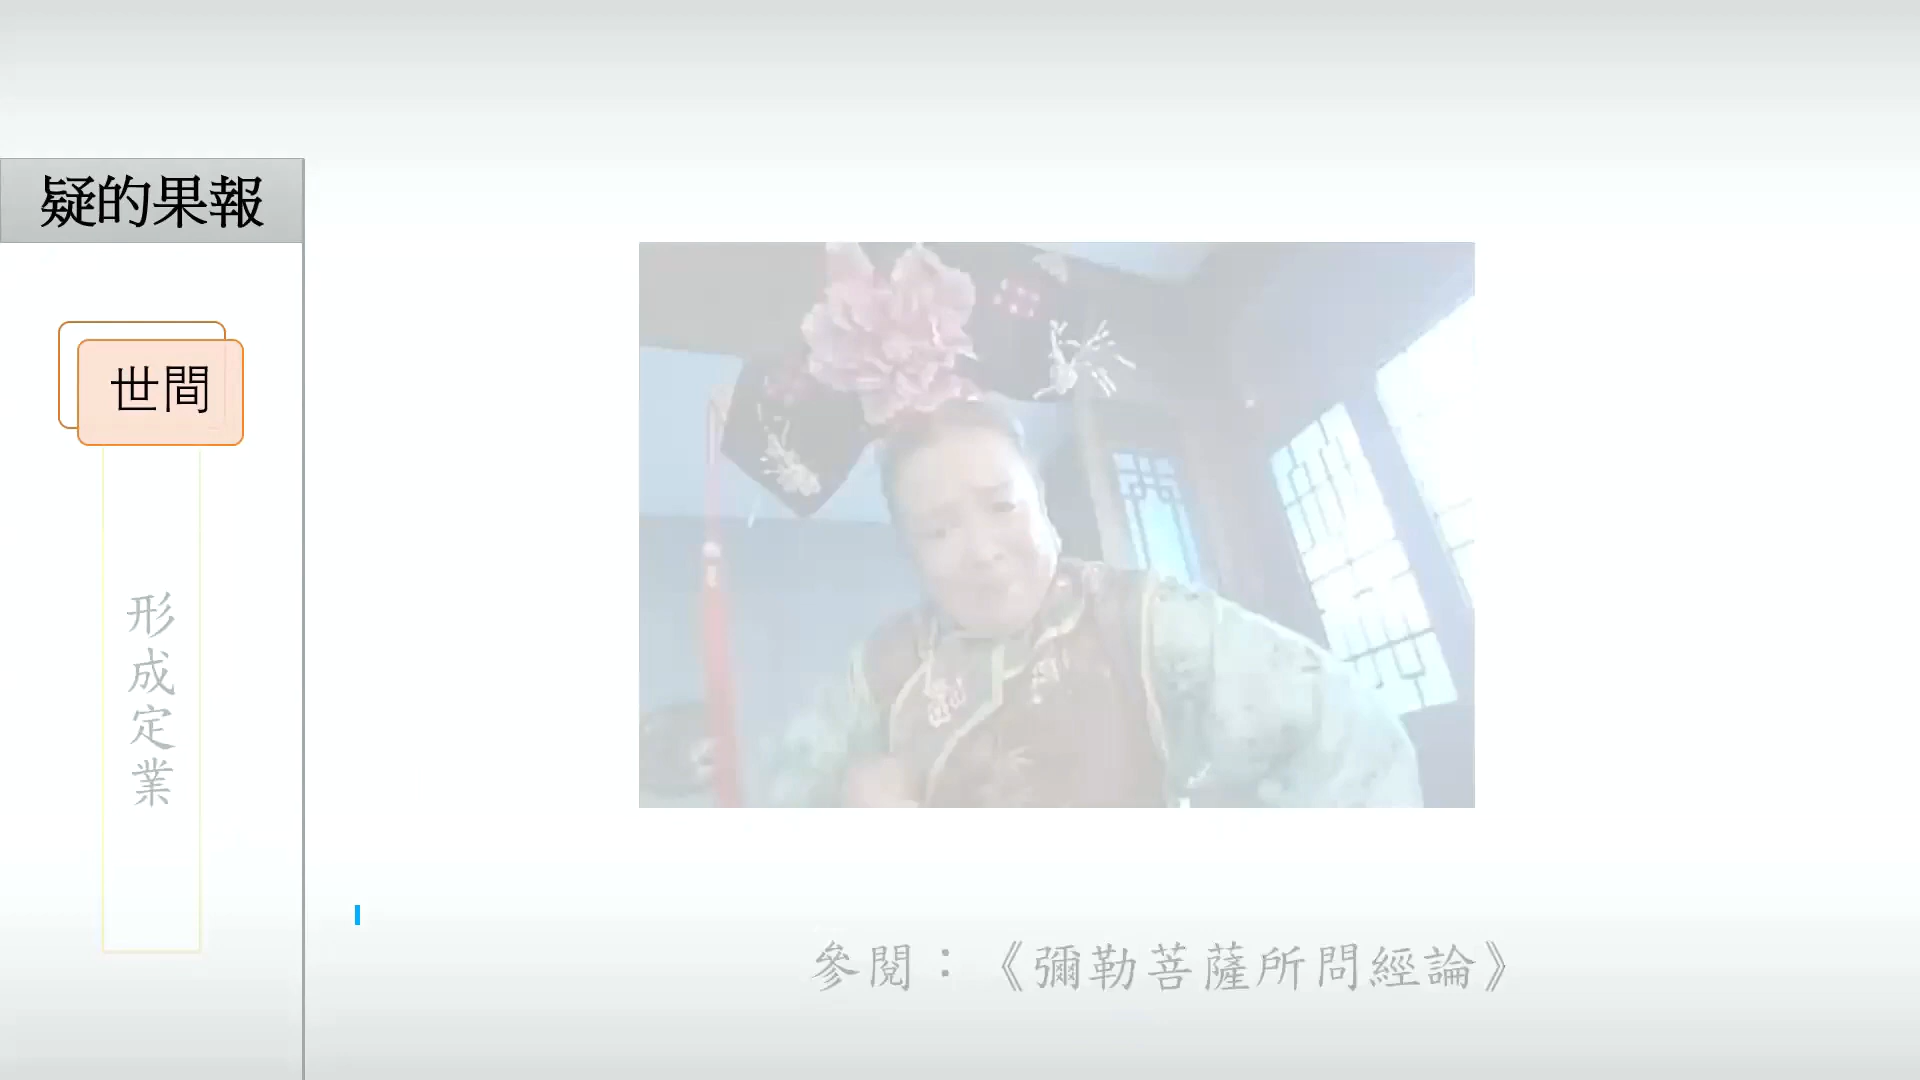 疑的果報
世間
形成定業
參閱：《彌勒菩薩所問經論》